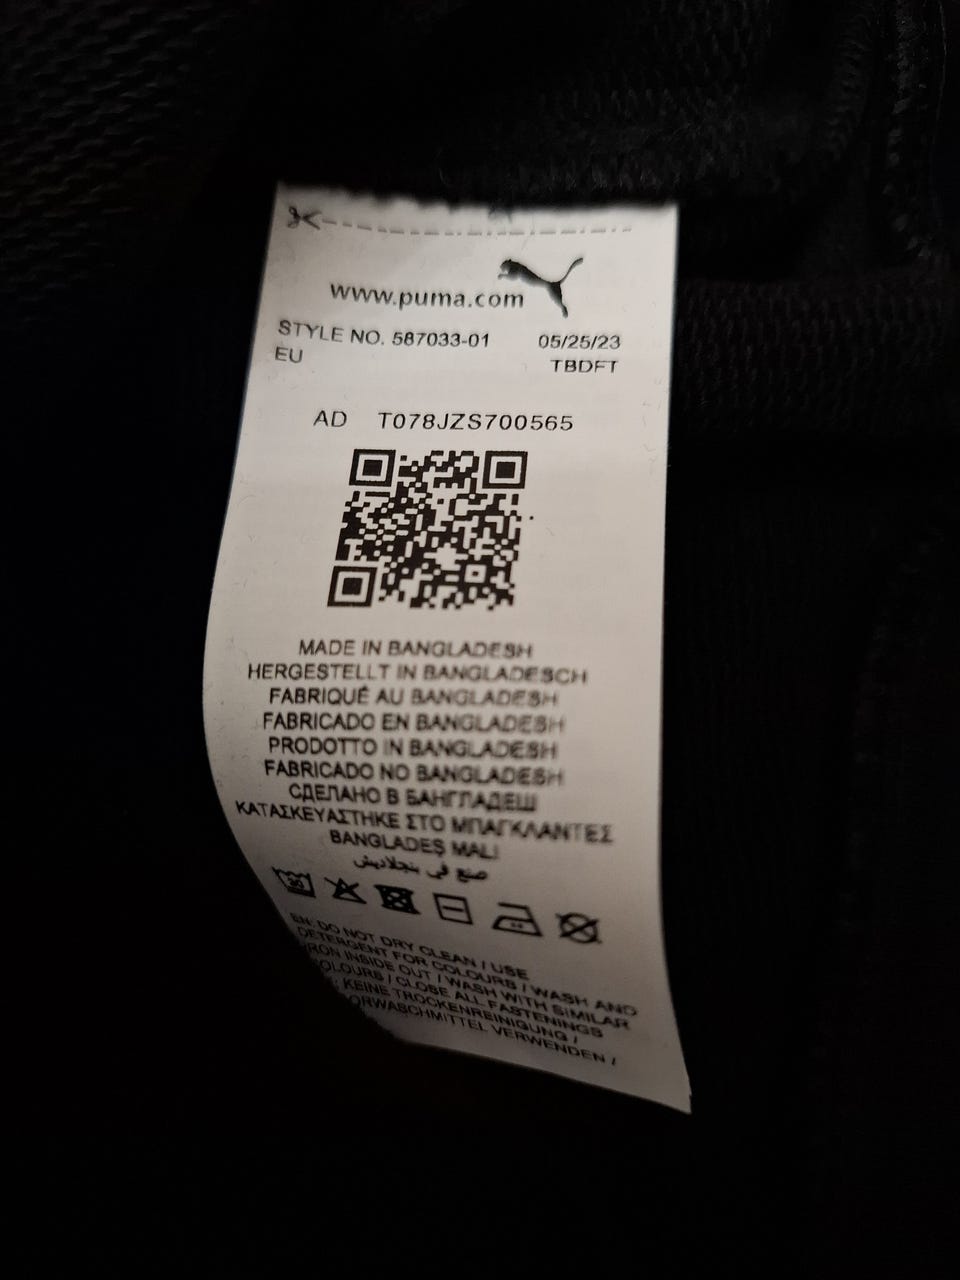 www.puma.com
STYLE NO. 587033-01 05/25/23
EU TBDFT
AD T078JZS700565
MADE IN BANGLADESH
HERGESTELLT IN BANGLADESCH
FABRIQUÉ AU BANGLADESH
FABRICADO EN BANGLADESH
PRODOTTO IN BANGLADESH
FABRICADO NO BANGLADESH
СДЕЛАНО В БАНГЛАДЕШ
ΚΑΤΑΣΚΕΥΑΣΤΗΚΕ ΣΤΟ ΜΠΑΓΚΛΑΝΤΕΣ
BANGLADEŞ MALI
صنع في بنجلاديش
30
EN: DO NOT DRY CLEAN / USE
DETERGENT FOR COLOURS / WASH AND
IRON INSIDE OUT / WASH WITH SIMILAR
COLOURS / CLOSE ALL FASTENINGS
KEINE TROCKENREINIGUNG /
VERWENDEN /